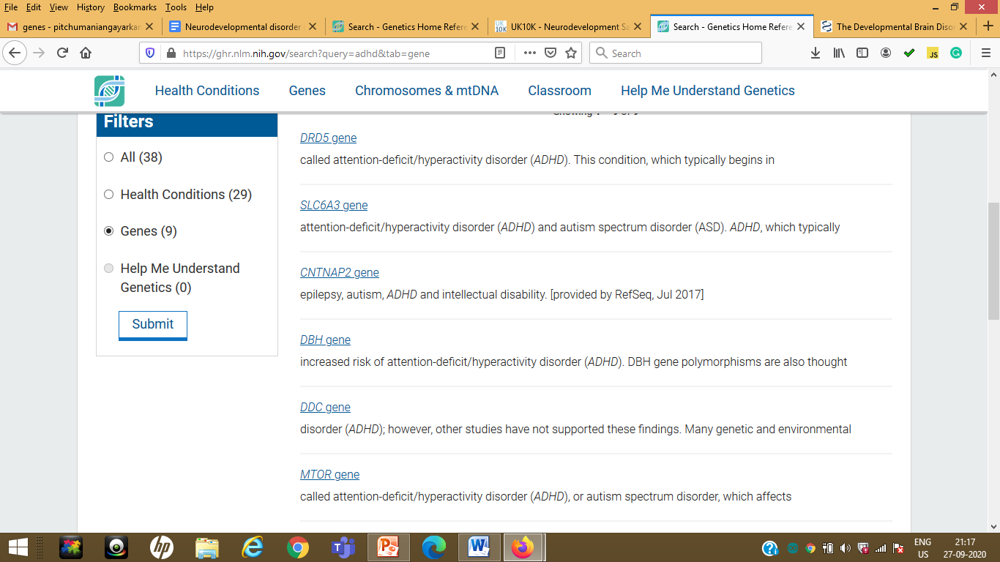 File Edit View History Bookmarks Tools Help
genes - pitchumaniangayarkar
Neurodevelopmental disorder
Search - Genetics Home Refere
UK10K - Neurodevelopment Sa
Search - Genetics Home Refere
The Developmental Brain Diso
https://ghr.nlm.nih.gov/search?query=adhd&tab=gene
Search
Health Conditions Genes Chromosomes & mtDNA Classroom Help Me Understand Genetics
Filters
All (38)
Health Conditions (29)
Genes (9)
Help Me Understand
Genetics (0)
Submit
DRD5 gene
called attention-deficit/hyperactivity disorder (ADHD). This condition, which typically begins in
SLC6A3 gene
attention-deficit/hyperactivity disorder (ADHD) and autism spectrum disorder (ASD). ADHD, which typically
CNTNAP2 gene
epilepsy, autism, ADHD and intellectual disability. [provided by RefSeq, Jul 2017]
DBH gene
increased risk of attention-deficit/hyperactivity disorder (ADHD). DBH gene polymorphisms are also thought
DDC gene
disorder (ADHD); however, other studies have not supported these findings. Many genetic and environmental
MTOR gene
called attention-deficit/hyperactivity disorder (ADHD), or autism spectrum disorder, which affects
ENG
US
21:17
27-09-2020